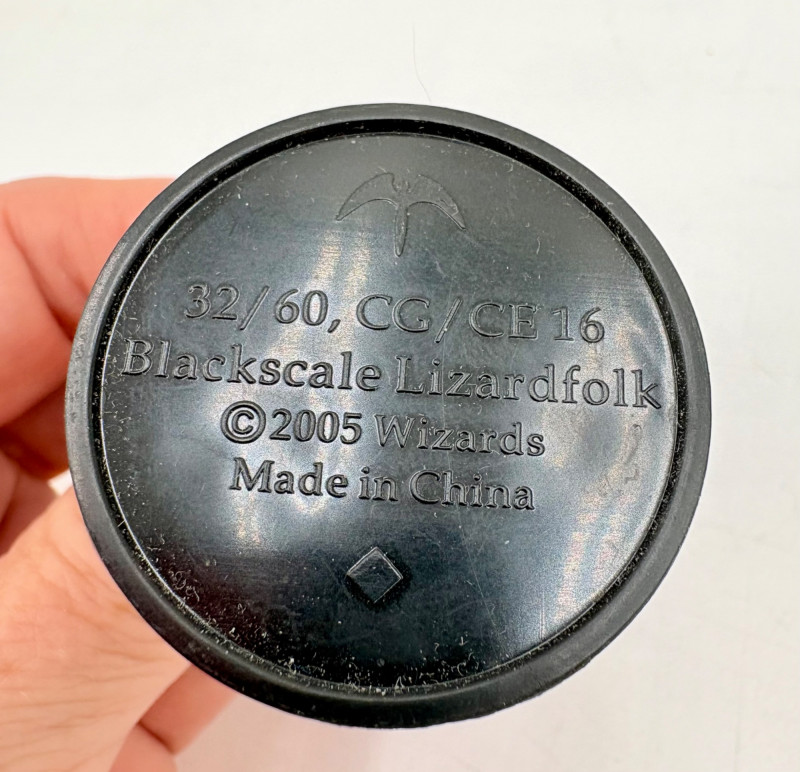 32/60, CG/CE 16
Blackscale Lizardfolk
©2005 Wizards
Made in China